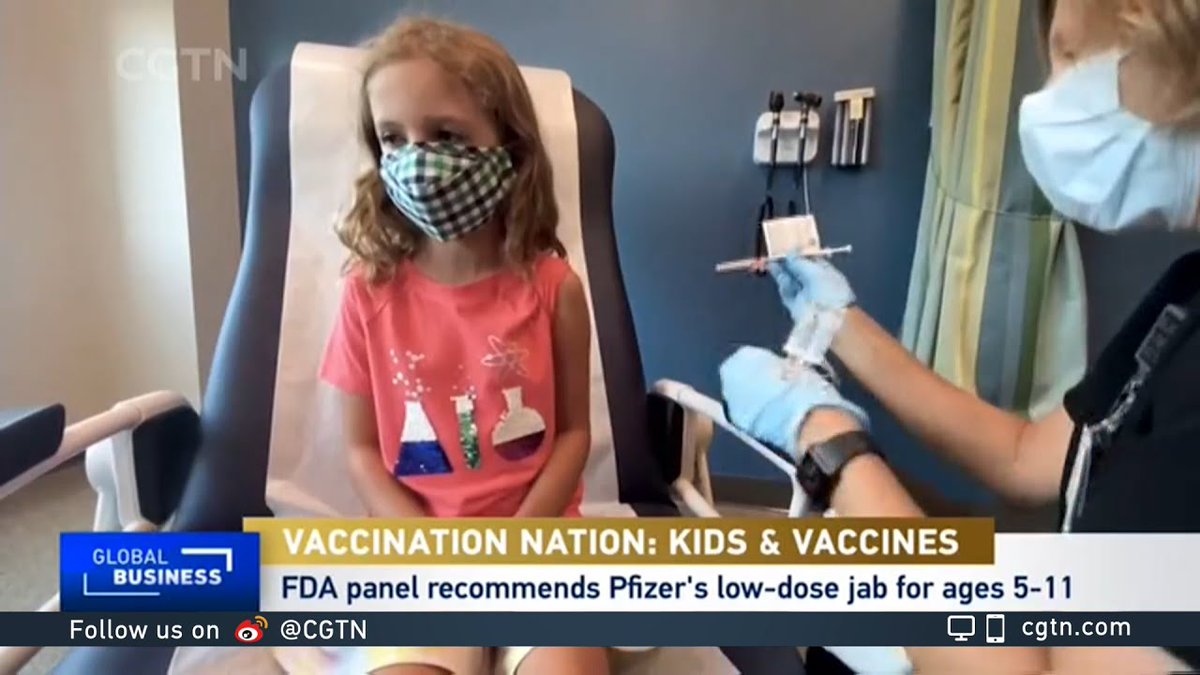 CGTN
VACCINATION NATION: KIDS & VACCINES
GLOBAL
BUSINESS
FDA panel recommends Pfizer's low-dose jab for ages 5-11
Follow us on @CGTN
cgtn.com